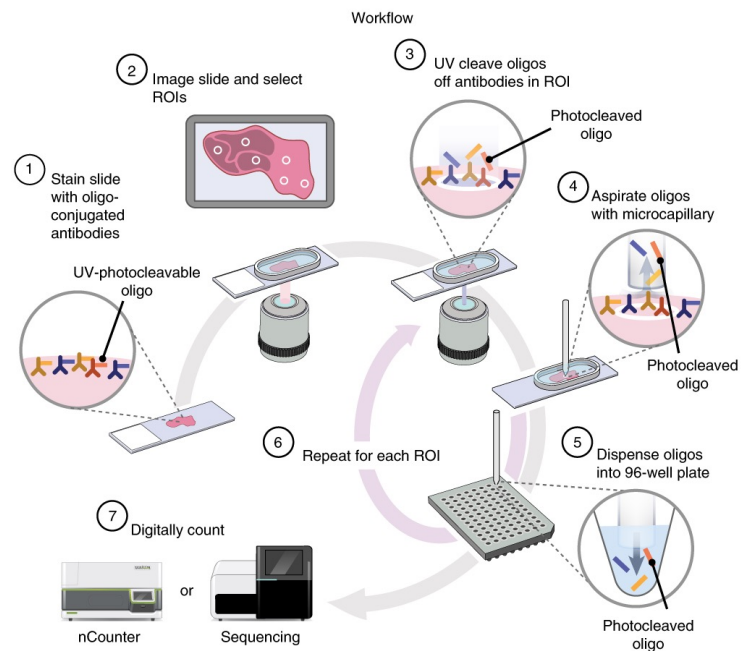 Workflow
1
Stain slide
with oligo-
conjugated
antibodies
UV-photocleavable
oligo
2
Image slide and select
ROIs
3
UV cleave oligos
off antibodies in ROI
Photocleaved
oligo
4
Aspirate oligos
with microcapillary
Photocleaved
oligo
5
Dispense oligos
into 96-well plate
Photocleaved
oligo
6
Repeat for each ROI
7
Digitally count
nCounter
or
Sequencing